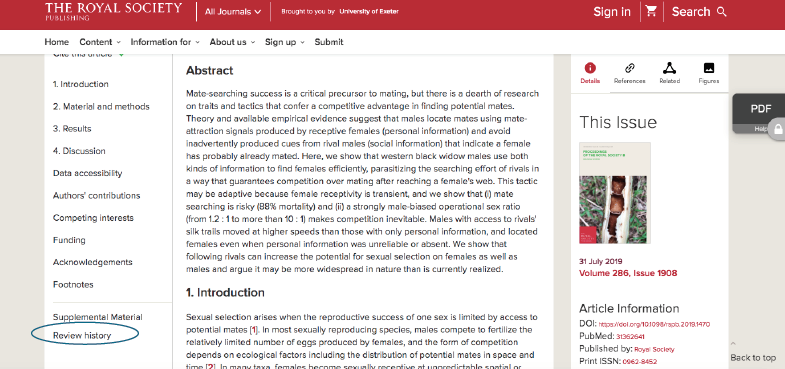 THE ROYAL SOCIETY
PUBLISHING
All Journals
Brought to you by University of Exeter
Sign in
Search
Home Content Information for About us Sign up Submit
Cite this article
1. Introduction
2. Material and methods
3. Results
4. Discussion
Data accessibility
Authors' contributions
Competing interests
Funding
Acknowledgements
Footnotes
Supplemental Material
Review history
Abstract
Mate-searching success is a critical precursor to mating, but there is a dearth of research
on traits and tactics that confer a competitive advantage in finding potential mates.
Theory and available empirical evidence suggest that males locate mates using mate-
attraction signals produced by receptive females (personal information) and avoid
inadvertently produced cues from rival males (social information) that indicate a female
has probably already mated. Here, we show that western black widow males use both
kinds of information to find females efficiently, parasitizing the searching effort of rivals in
a way that guarantees competition over mating after reaching a female's web. This tactic
may be adaptive because female receptivity is transient, and we show that (i) mate
searching is risky (88% mortality) and (ii) a strongly male-biased operational sex ratio
(from 1.2 : 1 to more than 10 : 1) makes competition inevitable. Males with access to rivals'
silk trails moved at higher speeds than those with only personal information, and located
females even when personal information was unreliable or absent. We show that
following rivals can increase the potential for sexual selection on females as well as
males and argue it may be more widespread in nature than is currently realized.
1. Introduction
Sexual selection arises when the reproductive success of one sex is limited by access to
potential mates [1]. In most sexually reproducing species, males compete to fertilize the
relatively limited number of eggs produced by females, and the form of competition
depends on ecological factors including the distribution of potential mates in space and
time [2]. In many taxa, females become sexually receptive at unpredictable spatial or
Details References Related Figures
PDF
Help
This Issue
PROCEEDINGS
OF THE ROYAL SOCIETY B
31 July 2019
Volume 286, Issue 1908
Article Information
DOI: https://doi.org/10.1098/rspb.2019.1470
PubMed: 31362641
Published by: Royal Society
Print ISSN: 0962-8452
Back to top